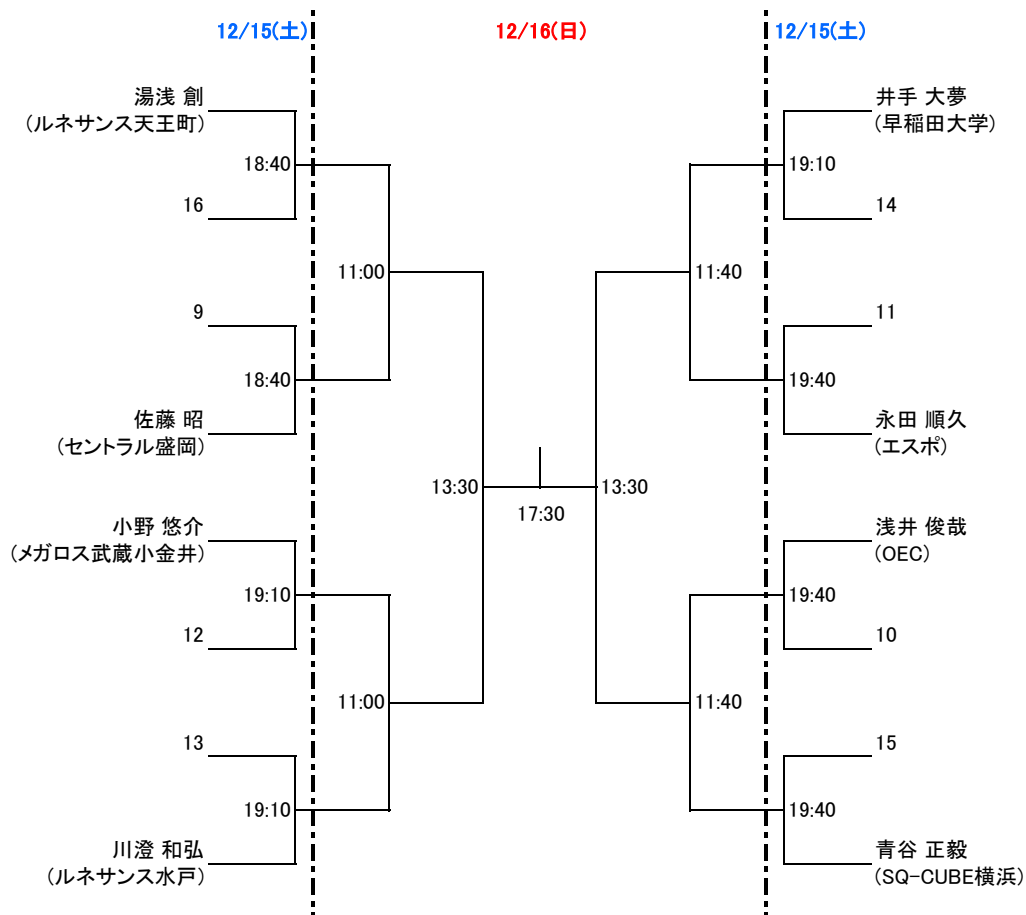 12/15(土)
12/16(日)
12/15(土)
湯浅 創
(ルネサンス天王町)
18:40
16
11:00
9
18:40
佐藤 昭
(セントラル盛岡)
13:30
小野 悠介
(メガロス武蔵小金井)
19:10
12
11:00
13
19:10
川澄 和弘
(ルネサンス水戸)
17:30
井手 大夢
(早稲田大学)
19:10
14
11:40
11
19:40
永田 順久
(エスポ)
13:30
浅井 俊哉
(OEC)
19:40
10
11:40
15
19:40
青谷 正毅
(SQ-CUBE横浜)